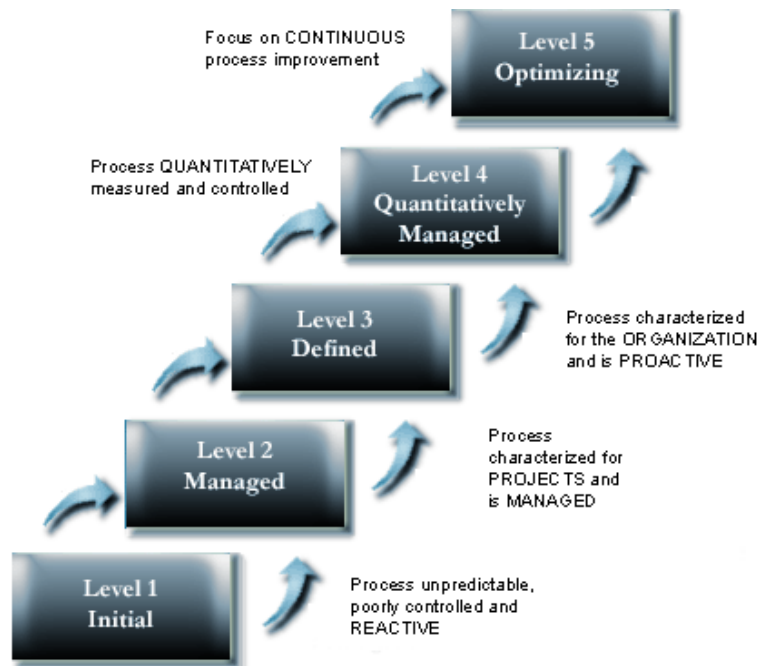 Focus on CONTINUOUS
process improvement
Level 5
Optimizing
Process QUANTITATIVELY
measured and controlled
Level 4
Quantitatively
Managed
Level 3
Defined
Process characterized
for the ORGANIZATION
and is PROACTIVE
Level 2
Managed
Process
characterized for
PROJECTS and
is MANAGED
Level 1
Initial
Process unpredictable,
poorly controlled and
REACTIVE